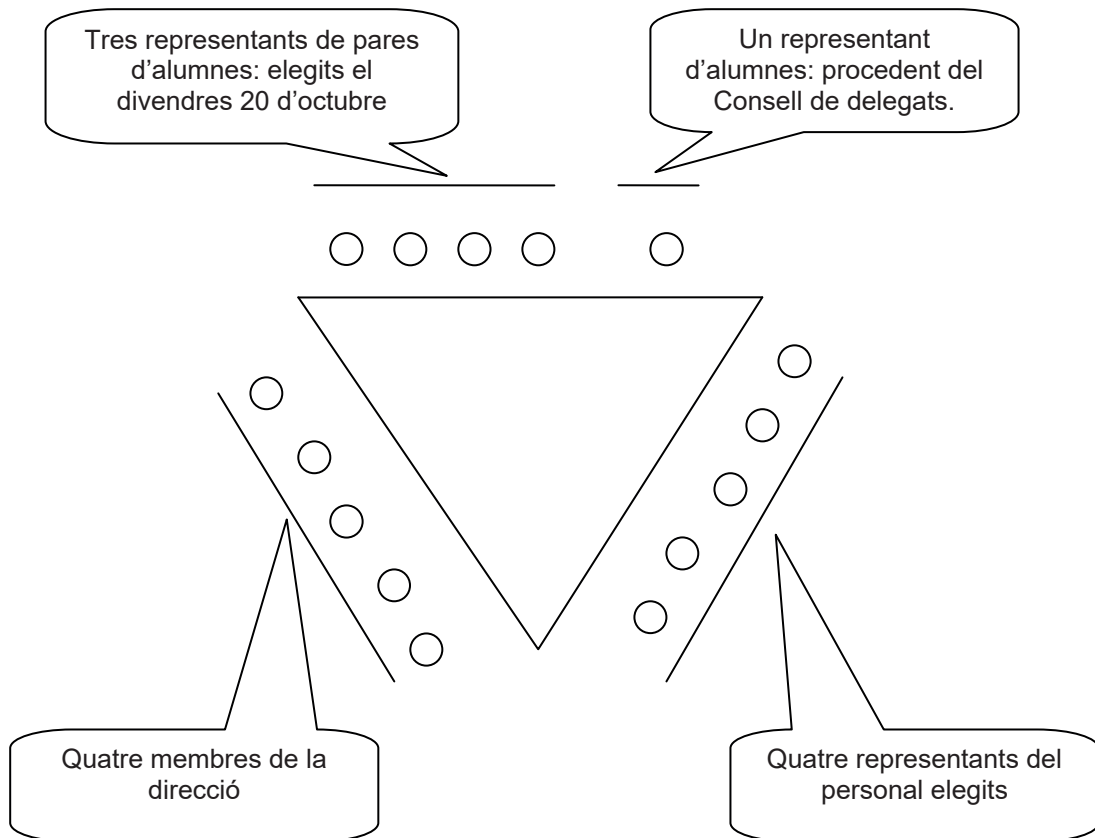 Tres representants de pares
d’alumnes: elegits el
divendres 20 d’octubre
Un representant
d’alumnes: procedent del
Consell de delegats.
Quatre membres de la
direcció
Quatre representants del
personal elegits